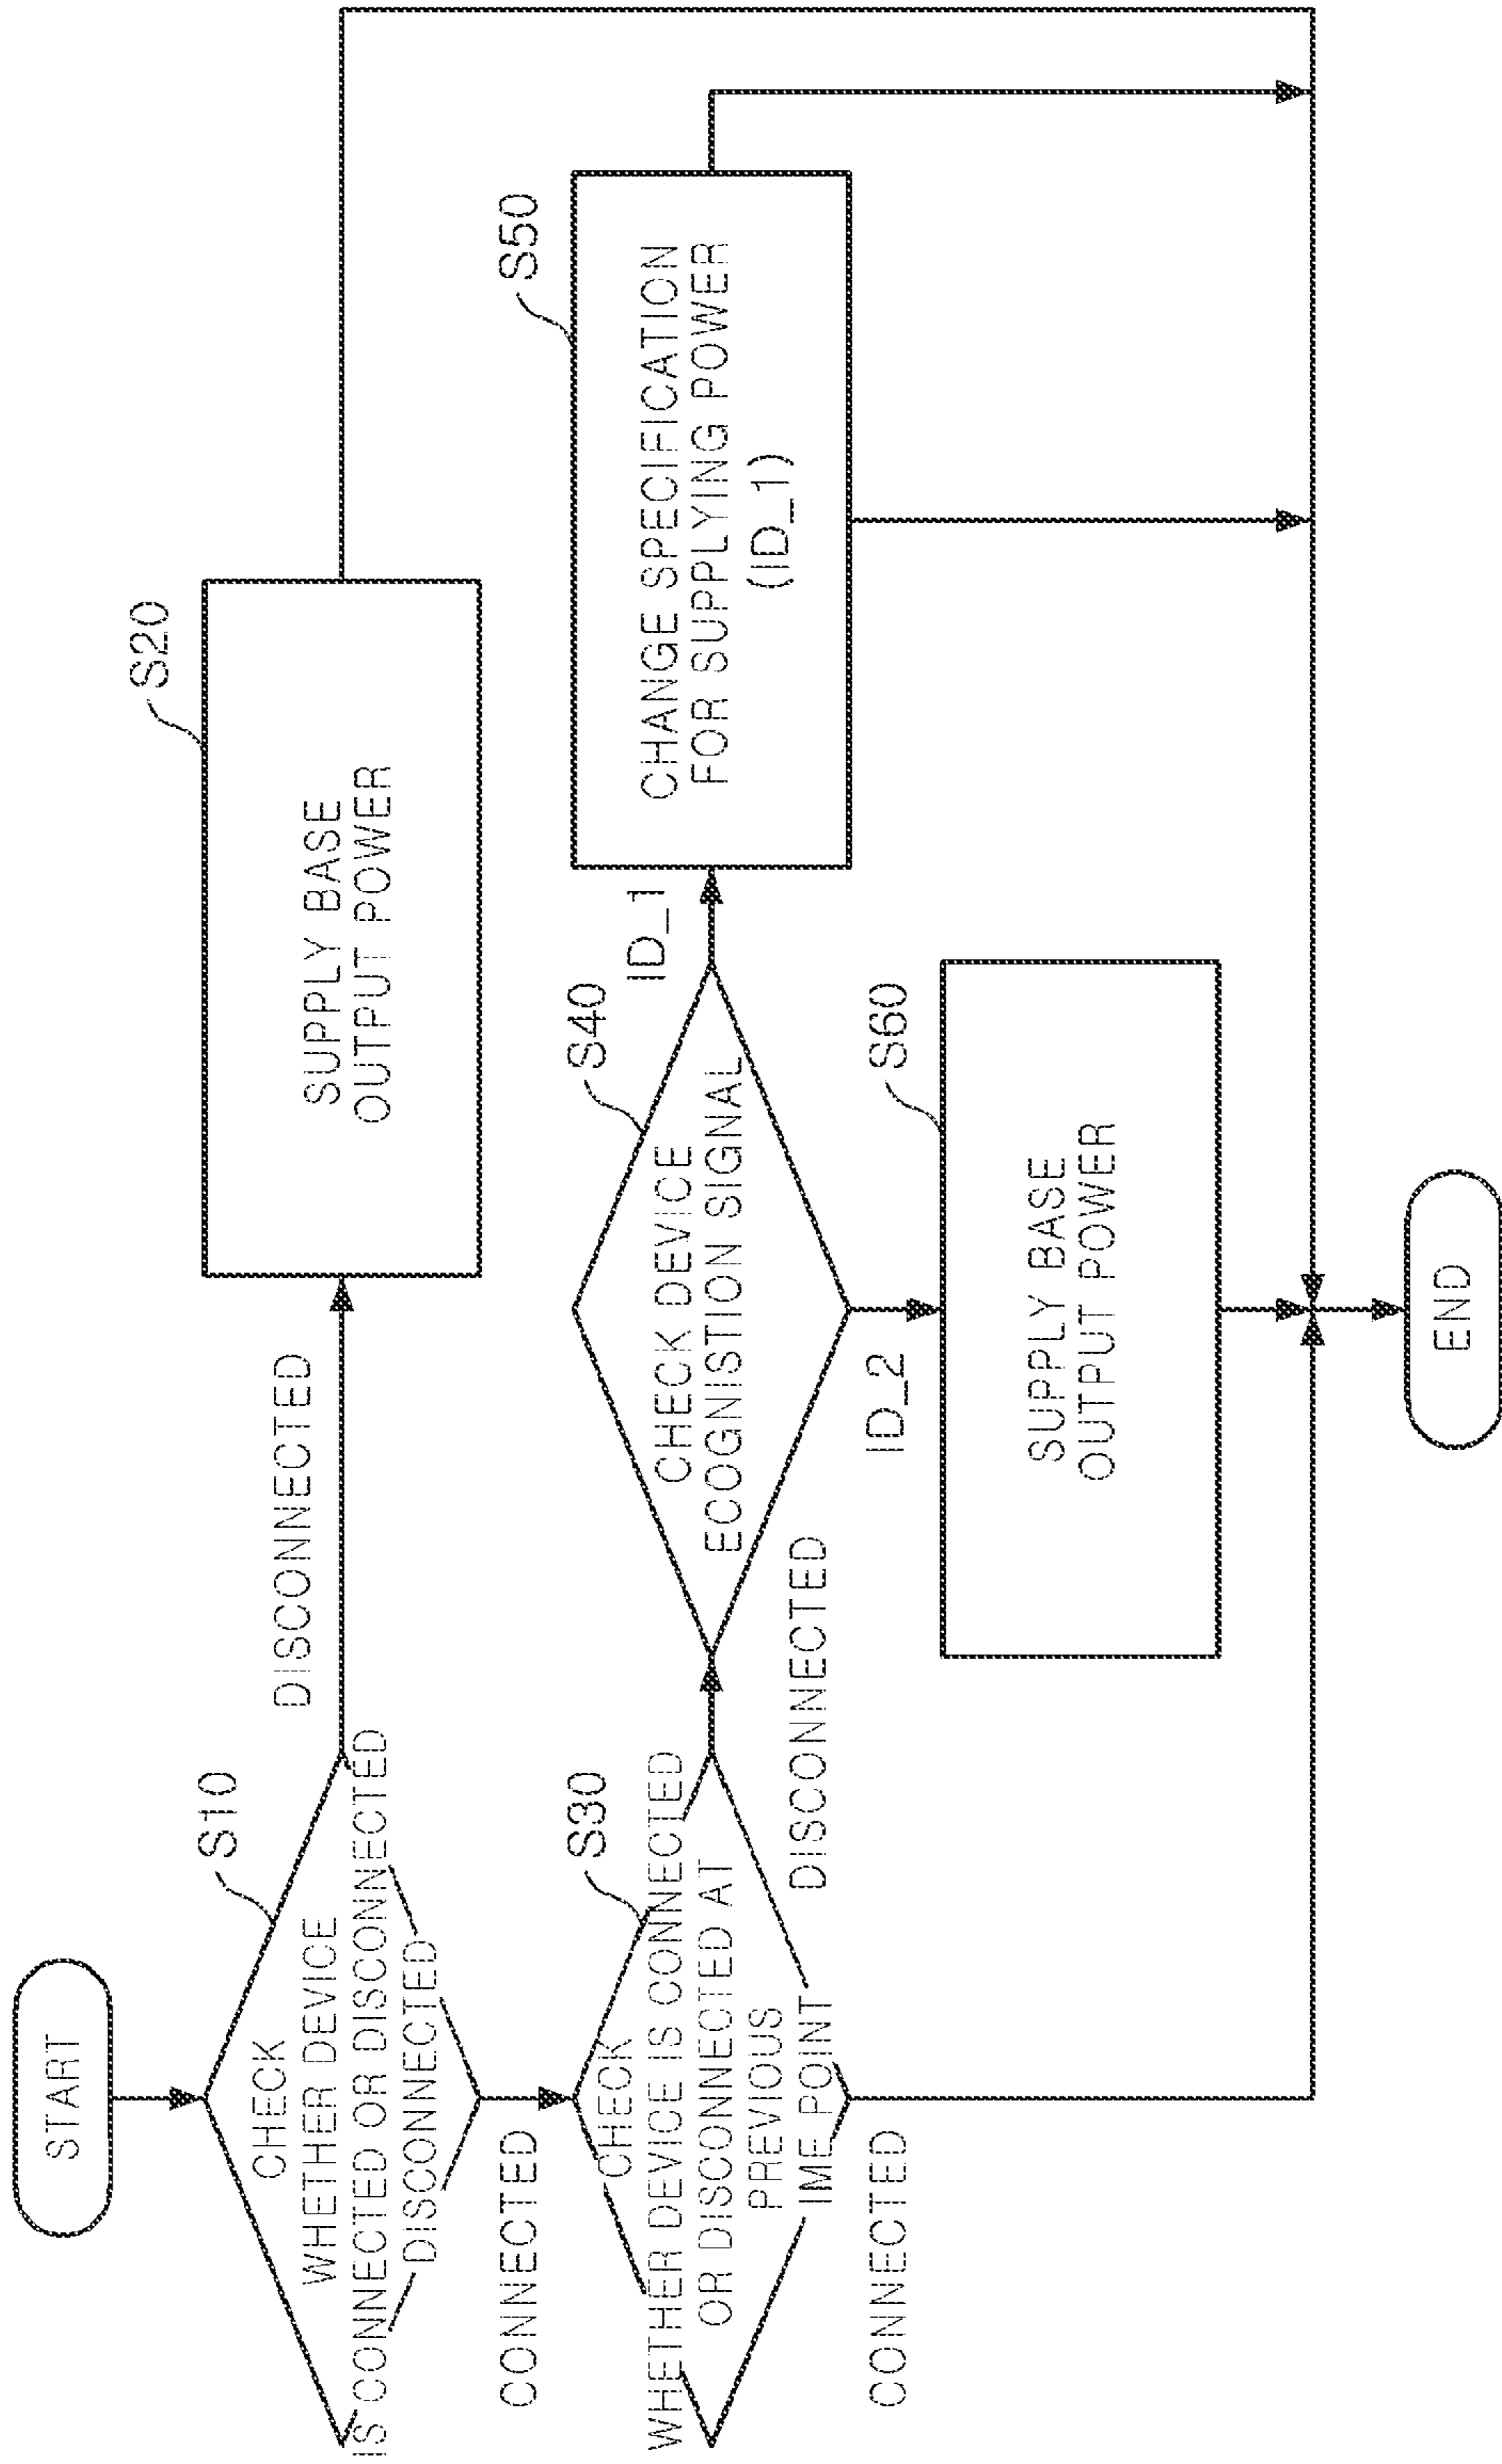 START
S10
CHECK
WHETHER DEVICE
IS CONNECTED OR DISCONNECTED
DISCONNECTED
DISCONNECTED
S20
SUPPLY BASE
OUTPUT POWER
CONNECTED
S30
CHECK
WHETHER DEVICE IS CONNECTED
OR DISCONNECTED AT
PREVIOUS
IME POINT
DISCONNECTED
CONNECTED
S40
CHECK DEVICE
ECOGNISTION SIGNAL
ID_1
S50
CHANGE SPECIFICATION
FOR SUPPLYING POWER
(ID_1)
ID_2
S60
SUPPLY BASE
OUTPUT POWER
END